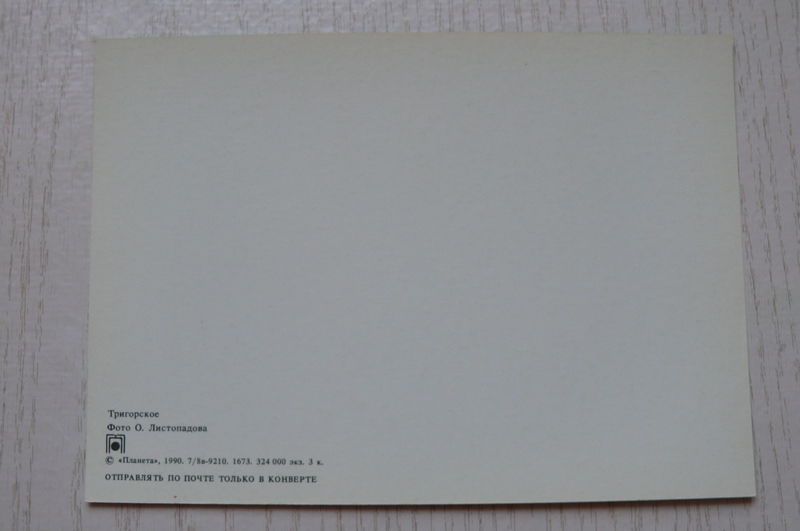 Тригорское
Фото О. Листопадова
© «Планета», 1990. 7/8в-9210. 1673. 324 000 экз. 3 к.
ОТПРАВЛЯТЬ ПО ПОЧТЕ ТОЛЬКО В КОНВЕРТЕ